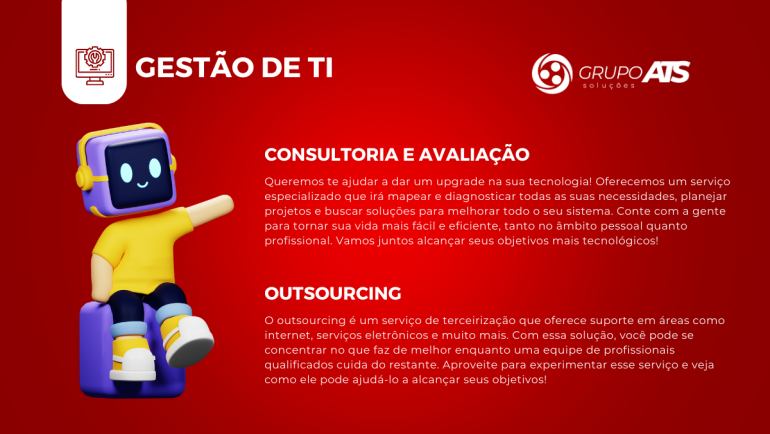 GESTÃO DE TI
GRUPO ATS
soluções
CONSULTORIA E AVALIAÇÃO
Queremos te ajudar a dar um upgrade na sua tecnologia! Oferecemos um serviço
especializado que irá mapear e diagnosticar todas as suas necessidades, planejar
projetos e buscar soluções para melhorar todo o seu sistema. Conte com a gente
para tornar sua vida mais fácil e eficiente, tanto no âmbito pessoal quanto
profissional. Vamos juntos alcançar seus objetivos mais tecnológicos!
OUTSOURCING
O outsourcing é um serviço de terceirização que oferece suporte em áreas como
internet, serviços eletrônicos e muito mais. Com essa solução, você pode se
concentrar no que faz de melhor enquanto uma equipe de profissionais
qualificados cuida do restante. Aproveite para experimentar esse serviço e veja
como ele pode ajudá-lo a alcançar seus objetivos!